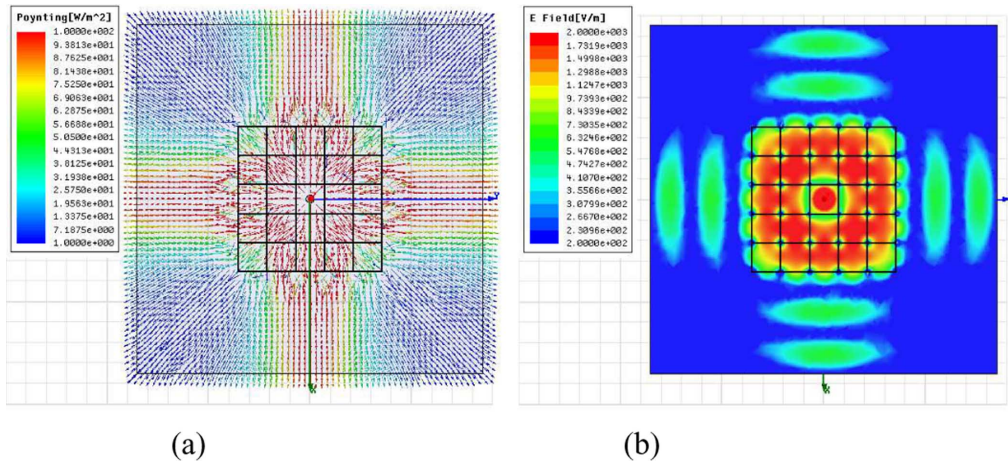 Poynting[W/m^2]
1.0000e+002
9.3813e+001
8.7625e+001
8.1438e+001
7.5250e+001
6.9063e+001
6.2875e+001
5.6688e+001
5.0500e+001
4.4313e+001
3.8125e+001
3.1938e+001
2.5750e+001
1.9563e+001
1.3375e+001
7.1875e+000
1.0000e+000
Y
X
E Field[V/m]
2.0000e+003
1.7319e+003
1.4998e+003
1.2988e+003
1.1247e+003
9.7393e+002
8.4339e+002
7.3035e+002
6.3246e+002
5.4768e+002
4.7427e+002
4.1070e+002
3.5566e+002
3.0799e+002
2.6670e+002
2.3096e+002
2.0000e+002
X
(a)
(b)